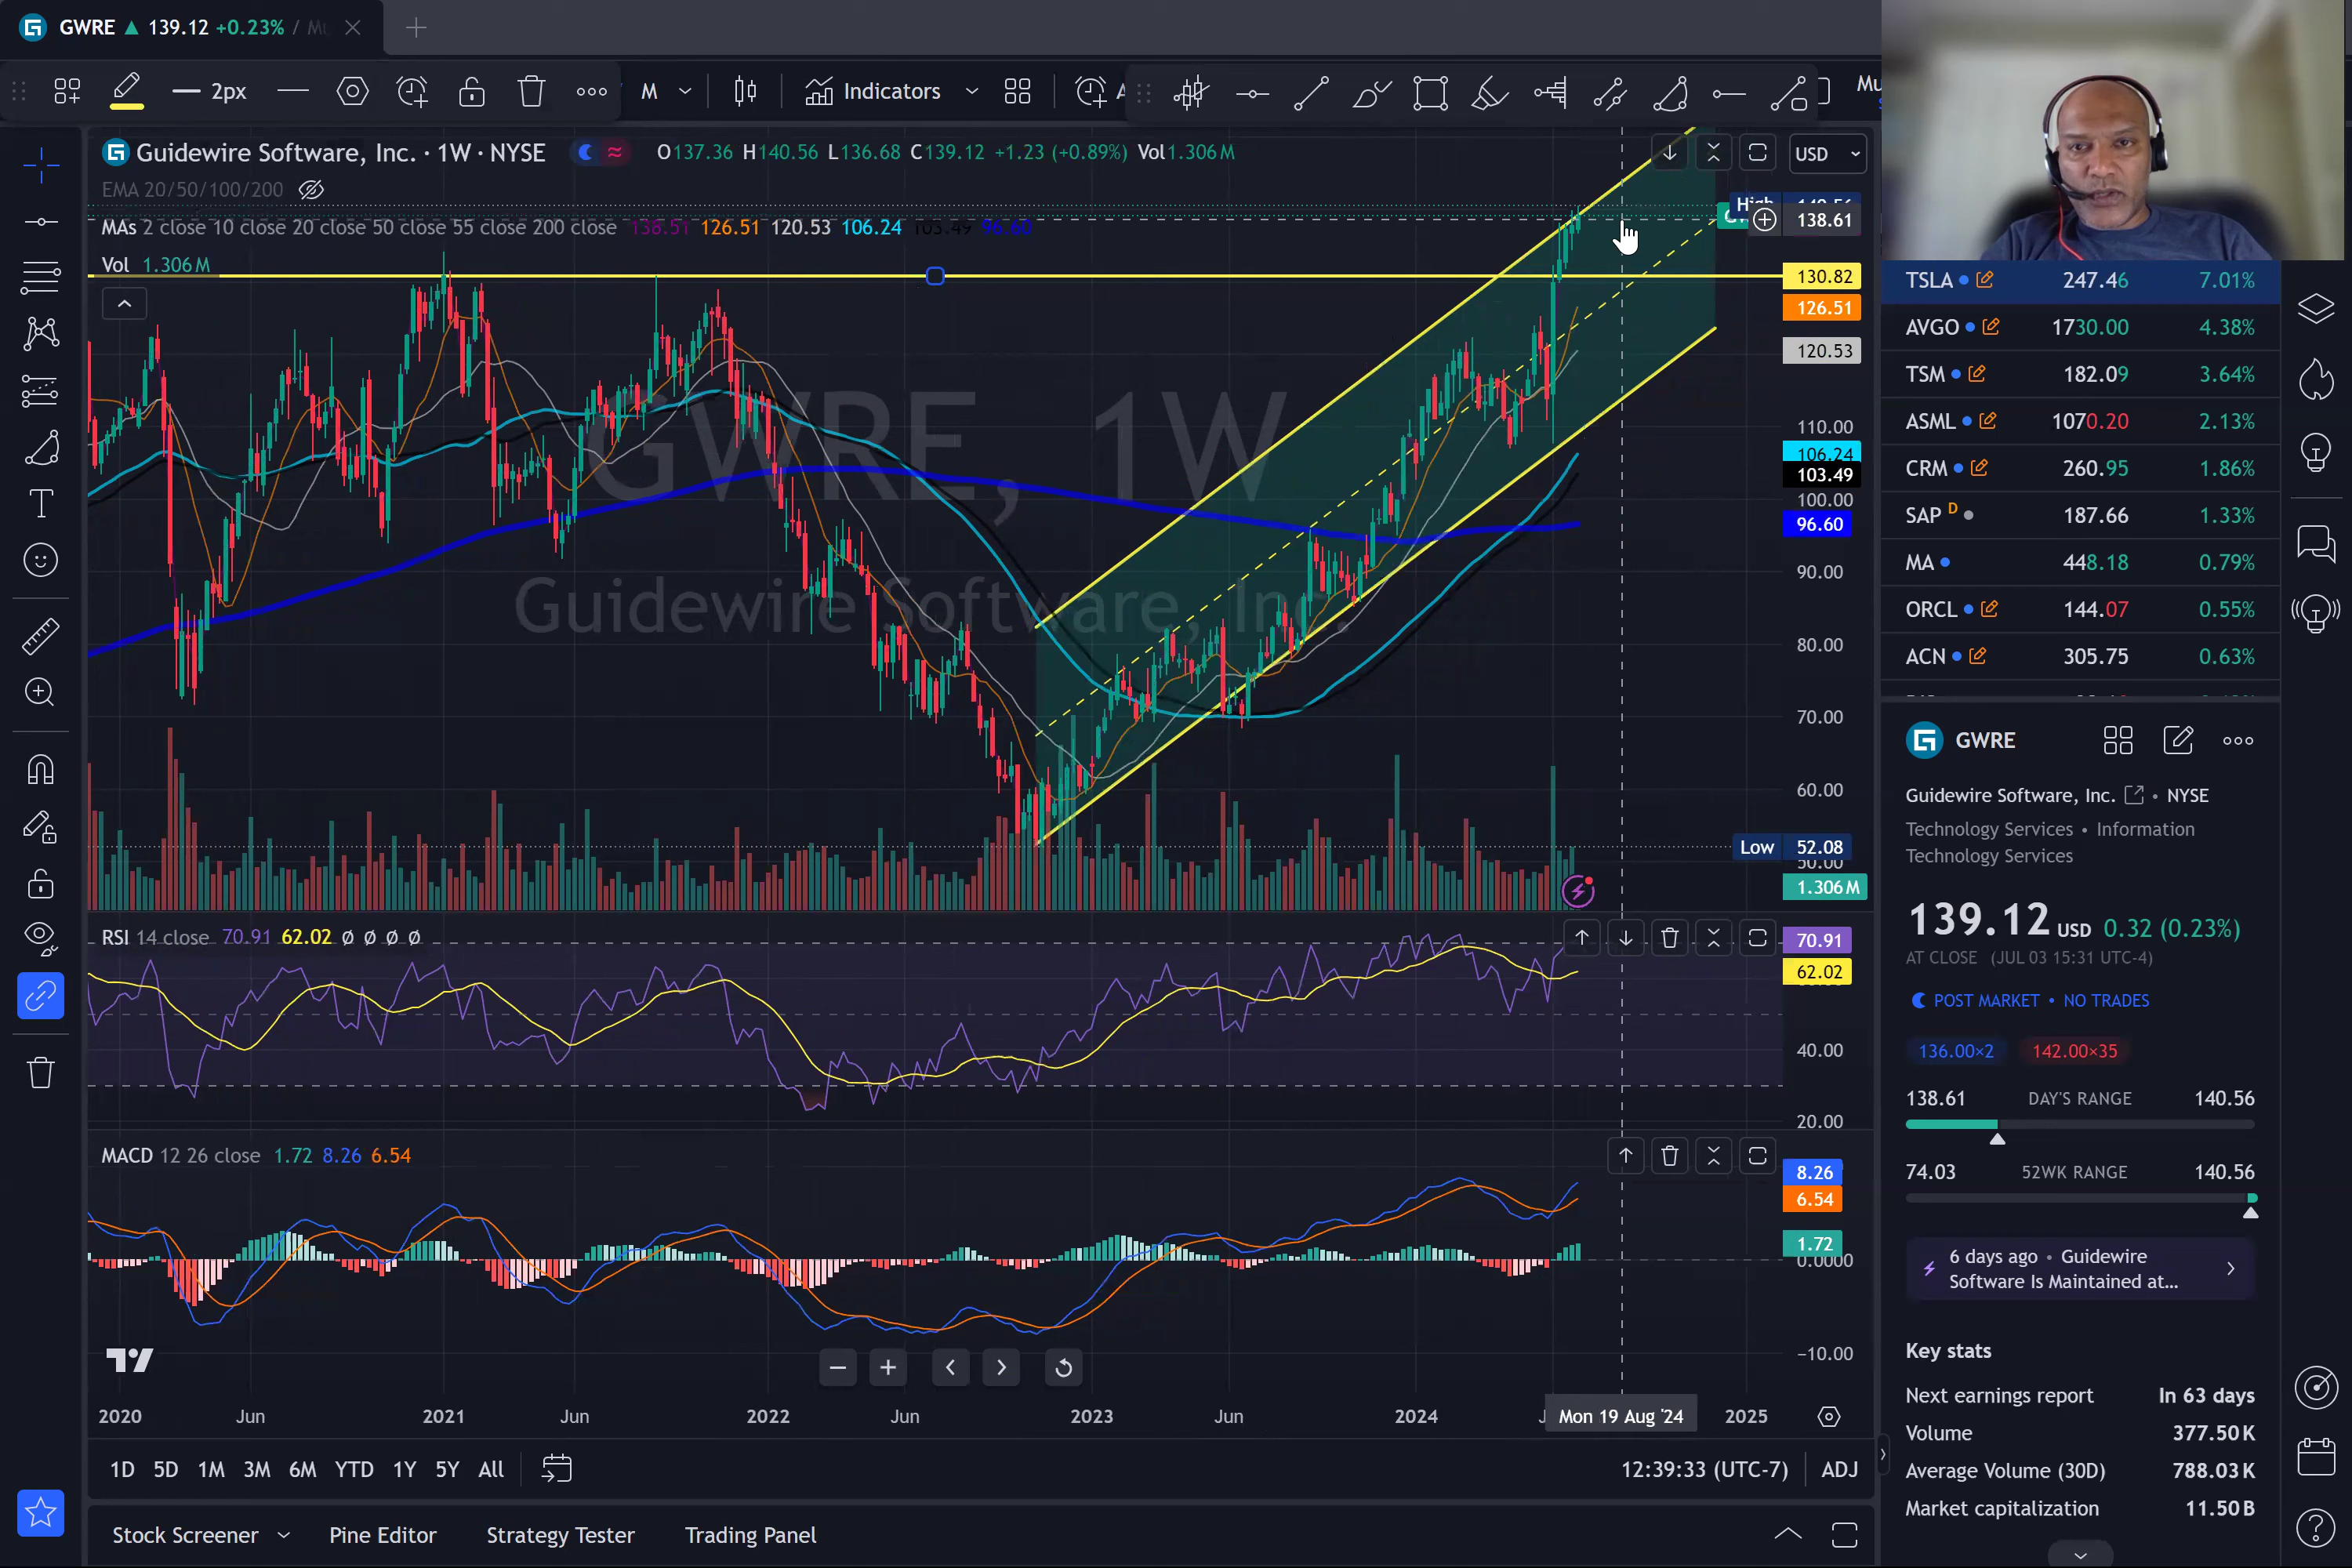 GWRE ▲ 139.12 +0.23% /
2px
M
Indicators
Guidewire Software, Inc. · 1W · NYSE
O137.36 H140.56 L136.68 C139.12 +1.23 (+0.89%) Vol1.306M
USD
EMA 20/50/100/200
MAs 2 close 10 close 20 close 50 close 55 close 200 close 138.51 126.51 120.53 106.24 103.49 96.60
Vol 1.306M
High 140.56
138.61
130.82
126.51
120.53
110.00
106.24
103.49
100.00
96.60
90.00
80.00
70.00
60.00
Low 52.08
50.00
1.306M
GWRE, 1W
Guidewire Software, Inc.
RSI 14 close 70.91 62.02 Ø Ø Ø Ø
70.91
62.02
40.00
20.00
MACD 12 26 close 1.72 8.26 6.54
8.26
6.54
1.72
0.0000
−10.00
2020 Jun 2021 Jun 2022 Jun 2023 Jun 2024 Mon 19 Aug '24 2025
1D 5D 1M 3M 6M YTD 1Y 5Y All
12:39:33 (UTC-7) ADJ
Stock Screener Pine Editor Strategy Tester Trading Panel
TSLA 247.46 7.01%
AVGO 1730.00 4.38%
TSM 182.09 3.64%
ASML 1070.20 2.13%
CRM 260.95 1.86%
SAP D 187.66 1.33%
MA 448.18 0.79%
ORCL 144.07 0.55%
ACN 305.75 0.63%
GWRE
Guidewire Software, Inc. • NYSE
Technology Services • Information
Technology Services
139.12 USD 0.32 (0.23%)
AT CLOSE (JUL 03 15:31 UTC-4)
POST MARKET • NO TRADES
136.00×2 142.00×35
138.61 DAY'S RANGE 140.56
74.03 52WK RANGE 140.56
6 days ago • Guidewire
Software Is Maintained at...
Key stats
Next earnings report In 63 days
Volume 377.50K
Average Volume (30D) 788.03K
Market capitalization 11.50B